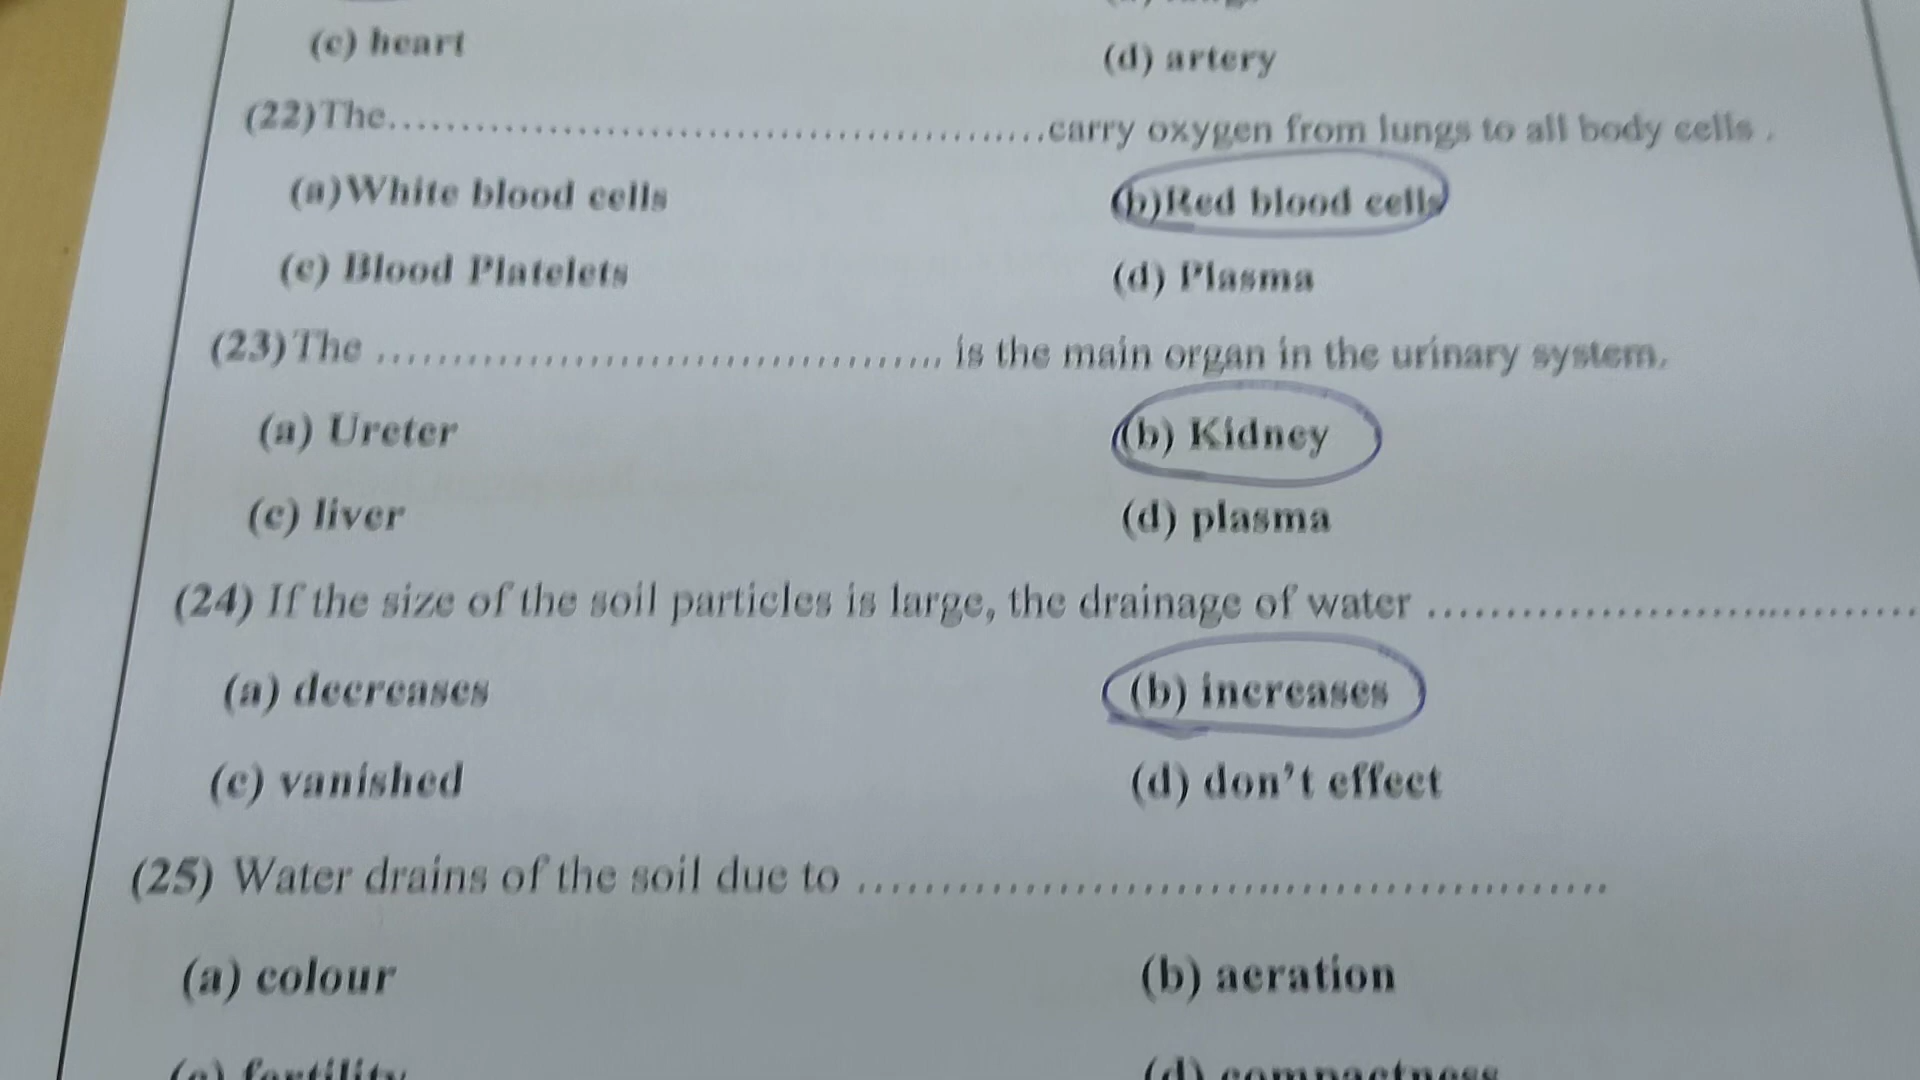 (c) heart
(d) artery
(22)The..........................................carry oxygen from lungs to all body cells .
(a)White blood cells
(b)Red blood cells
(c) Blood Platelets
(d) Plasma
(23)The ..................................... is the main organ in the urinary system.
(a) Ureter
(b) Kidney
(c) liver
(d) plasma
(24) If the size of the soil particles is large, the drainage of water ................................
(a) decreases
(b) increases
(c) vanished
(d) don't effect
(25) Water drains of the soil due to ...............................................
(a) colour
(b) aeration
(c) fertility
(d) compactness